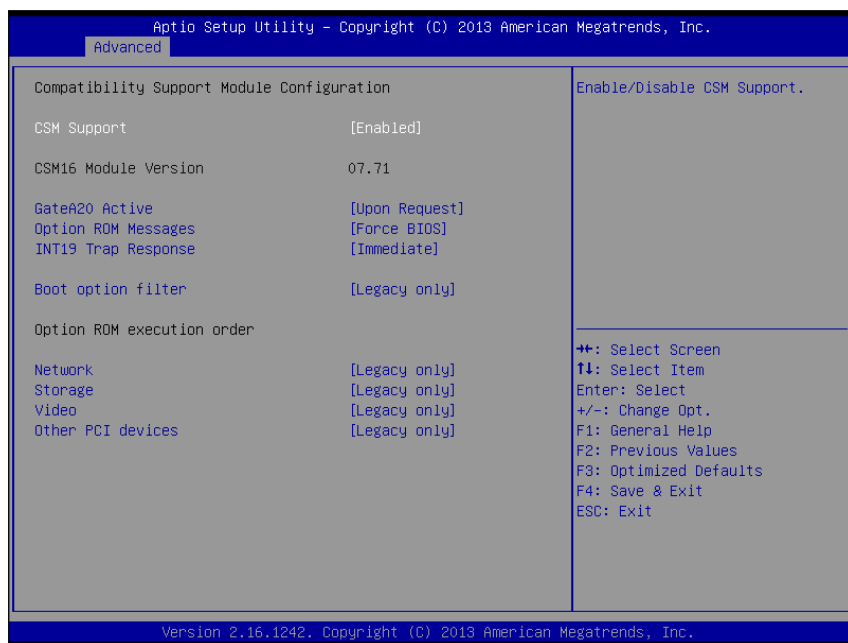 Aptio Setup Utility – Copyright (C) 2013 American Megatrends, Inc.
Advanced
Compatibility Support Module Configuration
CSM Support [Enabled]
CSM16 Module Version 07.71
GateA20 Active [Upon Request]
Option ROM Messages [Force BIOS]
INT19 Trap Response [Immediate]
Boot option filter [Legacy only]
Option ROM execution order
Network [Legacy only]
Storage [Legacy only]
Video [Legacy only]
Other PCI devices [Legacy only]
Enable/Disable CSM Support.
→←: Select Screen
↑↓: Select Item
Enter: Select
+/-: Change Opt.
F1: General Help
F2: Previous Values
F3: Optimized Defaults
F4: Save & Exit
ESC: Exit
Version 2.16.1242. Copyright (C) 2013 American Megatrends, Inc.